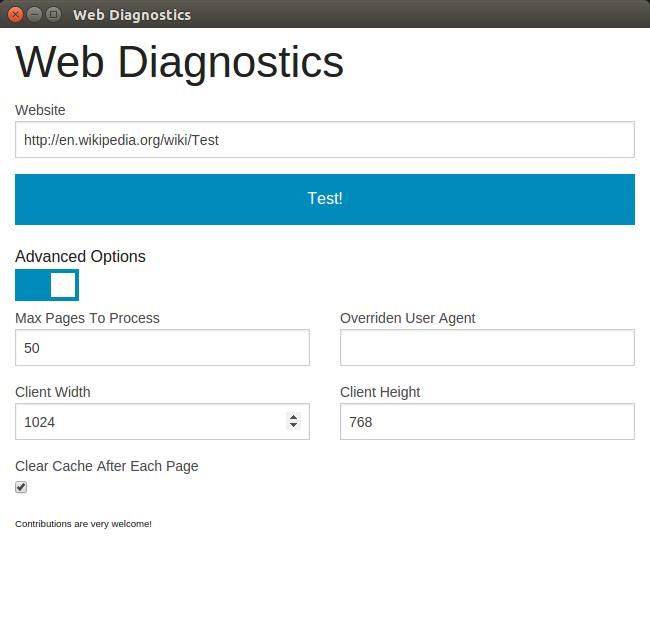 Web Diagnostics
Web Diagnostics
Website
http://en.wikipedia.org/wiki/Test
Test!
Advanced Options
Max Pages To Process
Overriden User Agent
50
Client Width
Client Height
1024
768
Clear Cache After Each Page
Contributions are very welcome!